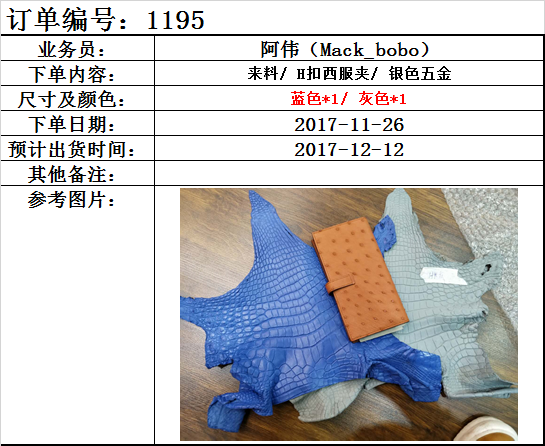 订单编号：1195
业务员： 阿伟（Mack_bobo）
下单内容： 来料/ H扣西服夹/ 银色五金
尺寸及颜色： 蓝色*1/ 灰色*1
下单日期： 2017-11-26
预计出货时间： 2017-12-12
其他备注：
参考图片：